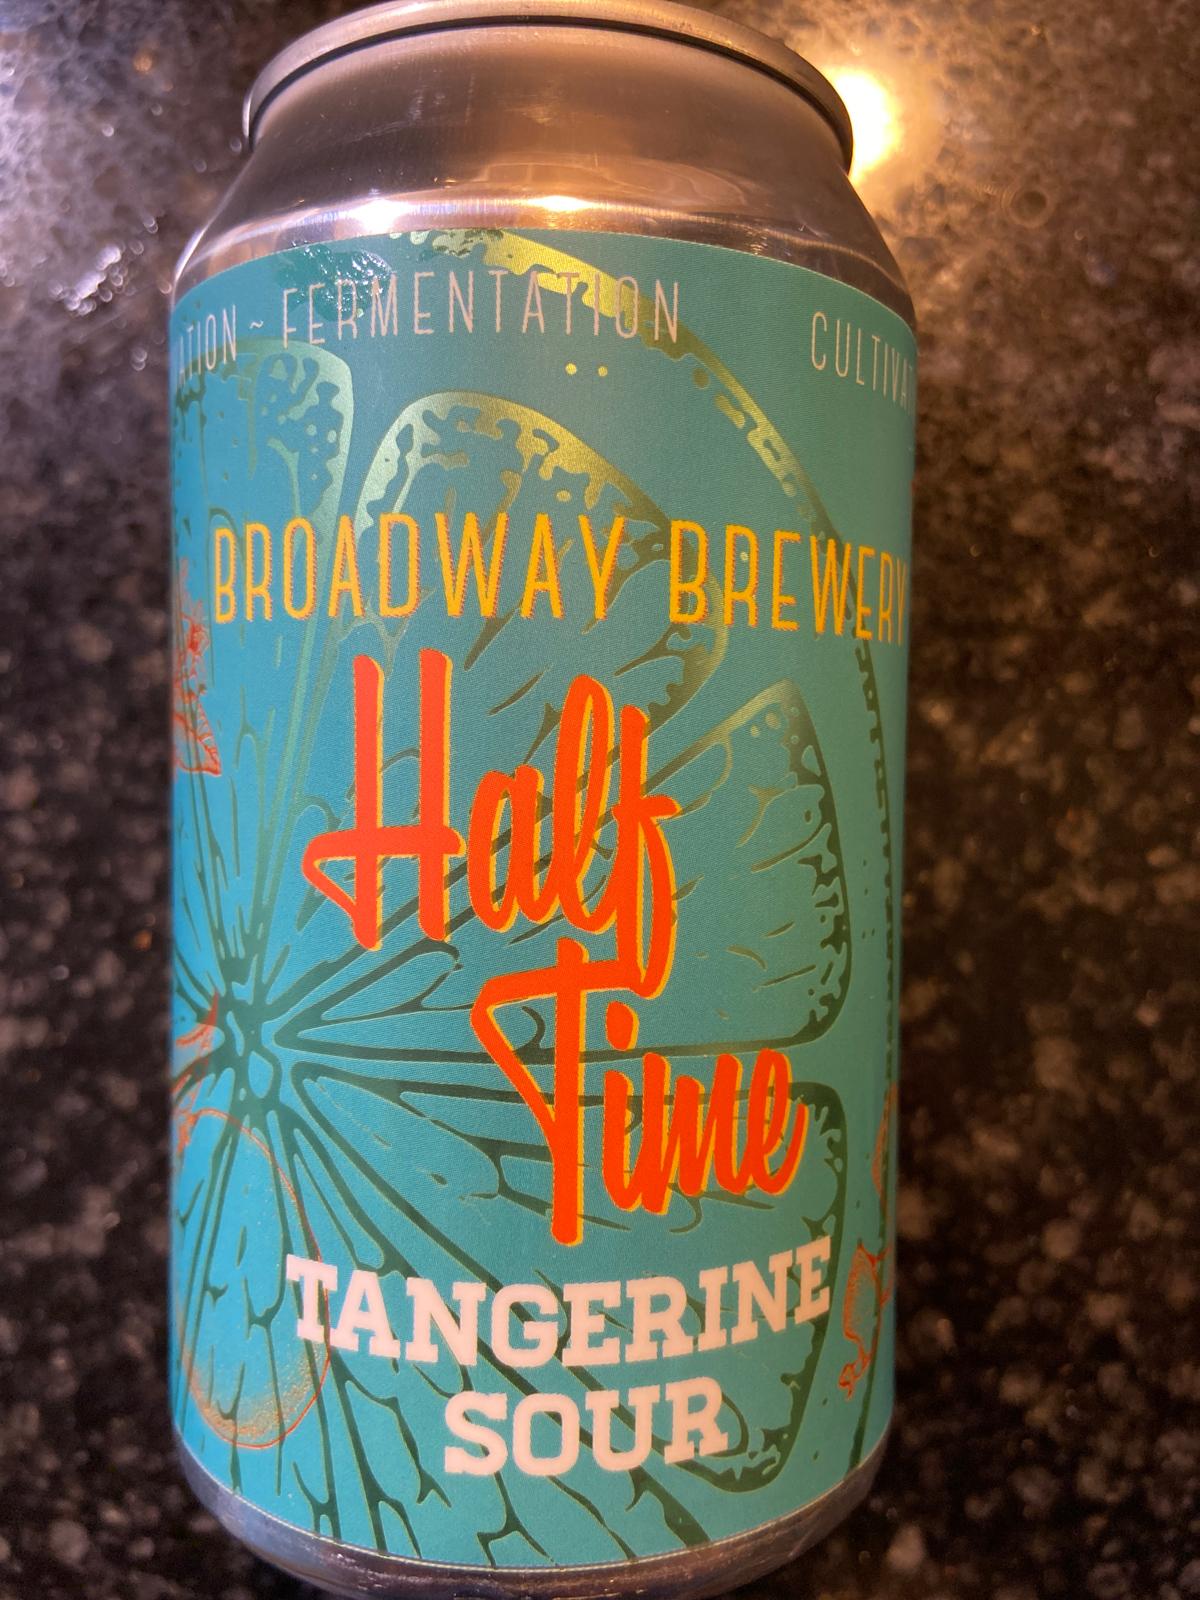 ~ FERMENTATION
BROADWAY BREWERY
Half
Time
TANGERINE
SOUR